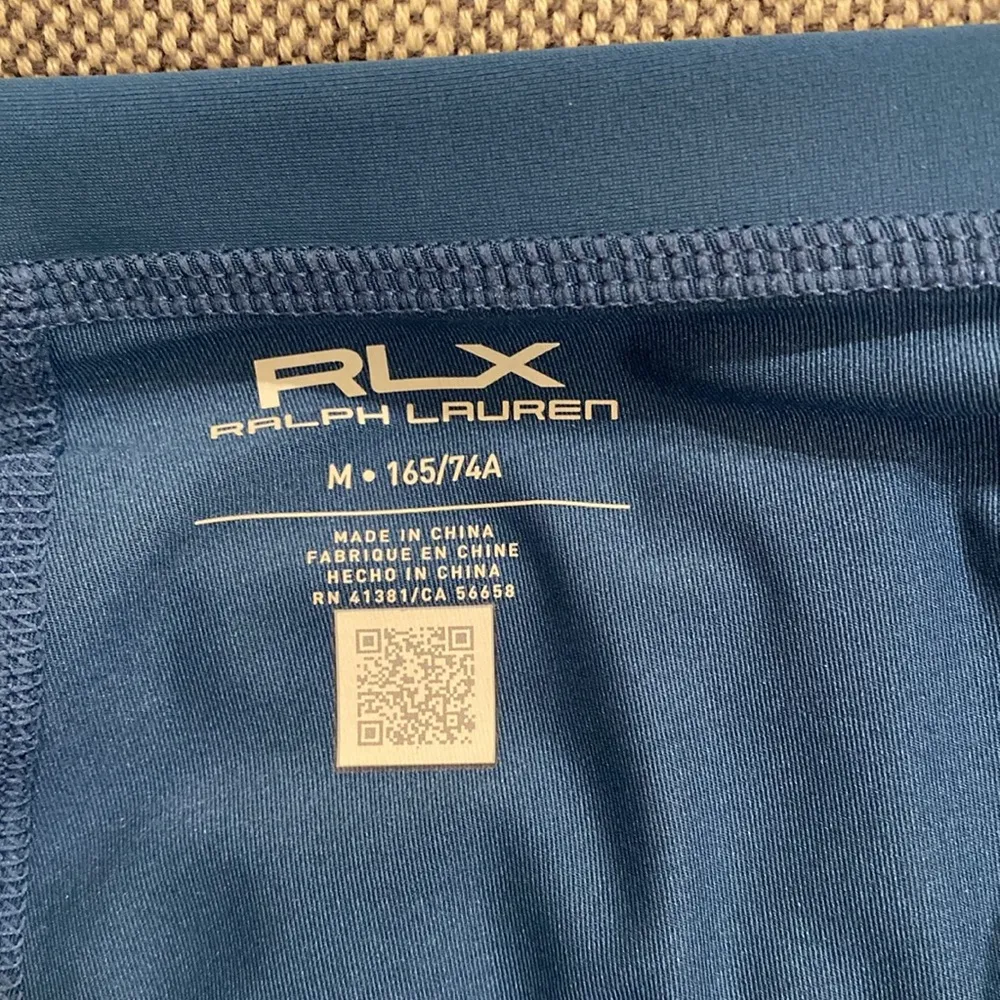 RLX
RALPH LAUREN
M • 165/74A
MADE IN CHINA
FABRIQUE EN CHINE
HECHO IN CHINA
RN 41381/CA 56658